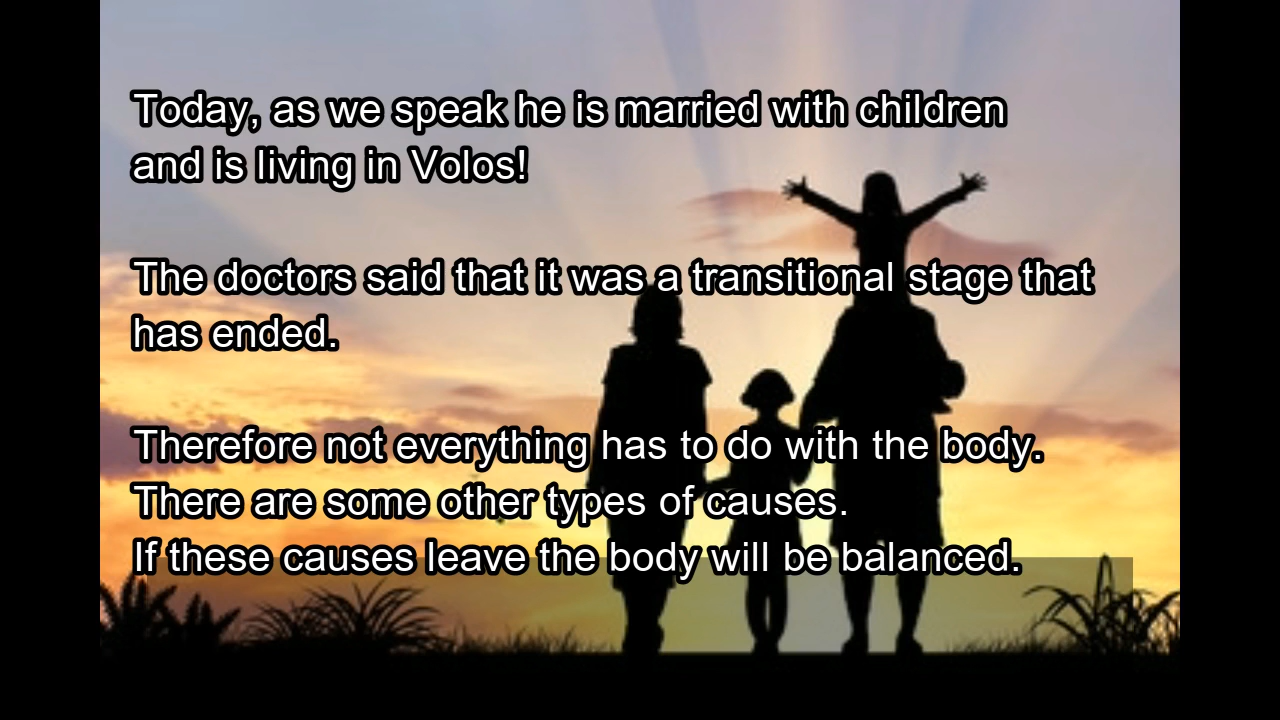 Today, as we speak he is married with children
and is living in Volos!
The doctors said that it was a transitional stage that
has ended.
Therefore not everything has to do with the body.
There are some other types of causes.
If these causes leave the body will be balanced.